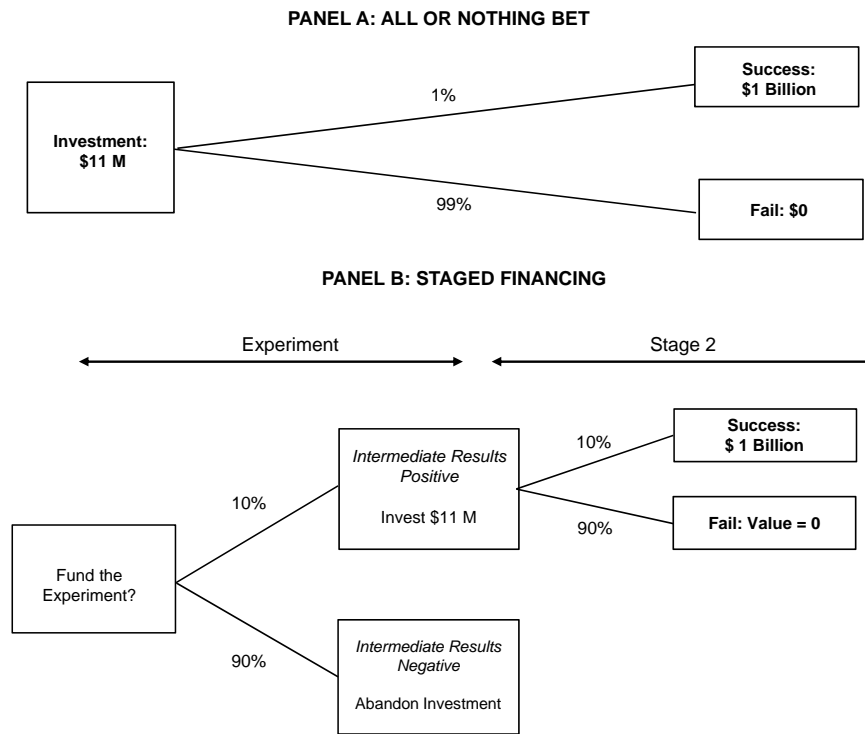 PANEL A: ALL OR NOTHING BET
Investment:
$11 M
1%
99%
Success:
$1 Billion
Fail: $0
PANEL B: STAGED FINANCING
Experiment
Stage 2
Fund the
Experiment?
10%
90%
Intermediate Results
Positive
Invest $11 M
Intermediate Results
Negative
Abandon Investment
10%
90%
Success:
$ 1 Billion
Fail: Value = 0